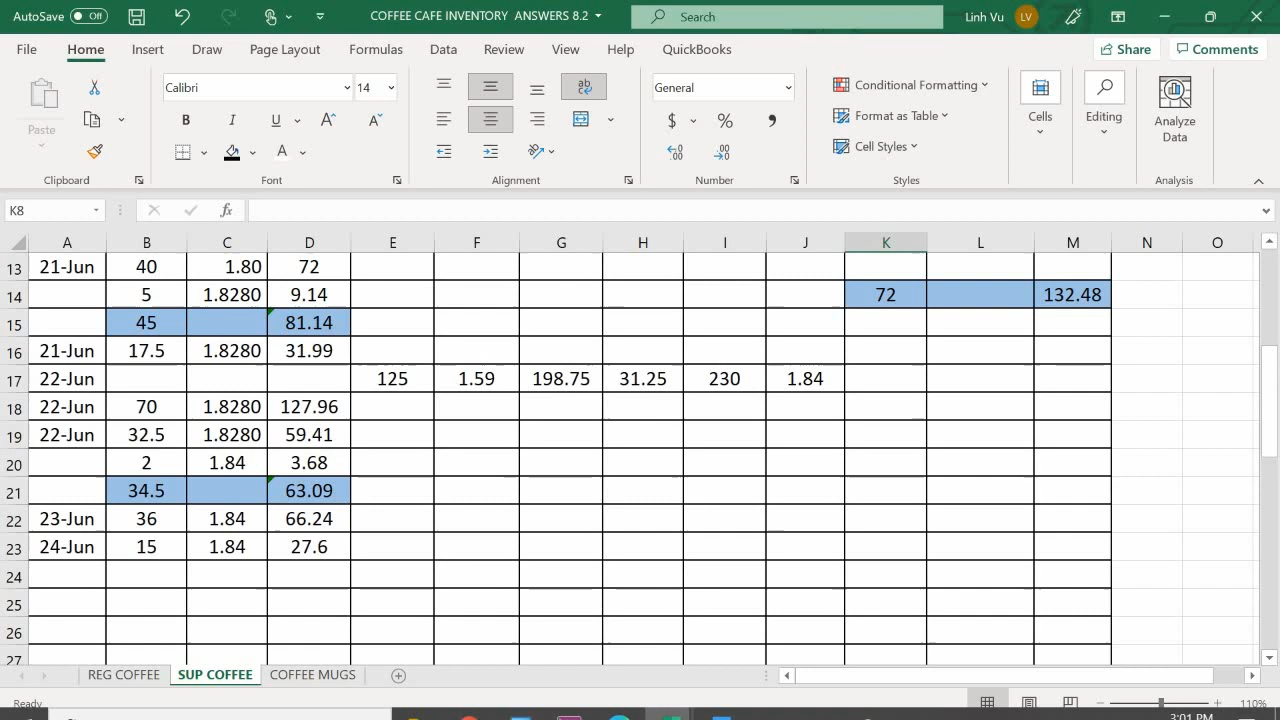 AutoSave Off COFFEE CAFE INVENTORY ANSWERS 8.2 Search Linh Vu LV
File Home Insert Draw Page Layout Formulas Data Review View Help QuickBooks Share Comments
Calibri 14 General Conditional Formatting
Paste B I U A A $ % , Format as Table Cells Editing Analyze Data
A Cell Styles
Clipboard Font Alignment Number Styles Analysis
K8 fx
A B C D E F G H I J K L M N O
13 21-Jun 40 1.80 72
14 5 1.8280 9.14 72 132.48
15 45 81.14
16 21-Jun 17.5 1.8280 31.99
17 22-Jun 125 1.59 198.75 31.25 230 1.84
18 22-Jun 70 1.8280 127.96
19 22-Jun 32.5 1.8280 59.41
20 2 1.84 3.68
21 34.5 63.09
22 23-Jun 36 1.84 66.24
23 24-Jun 15 1.84 27.6
24
25
26
27
REG COFFEE SUP COFFEE COFFEE MUGS
Ready 110%
3:01 PM